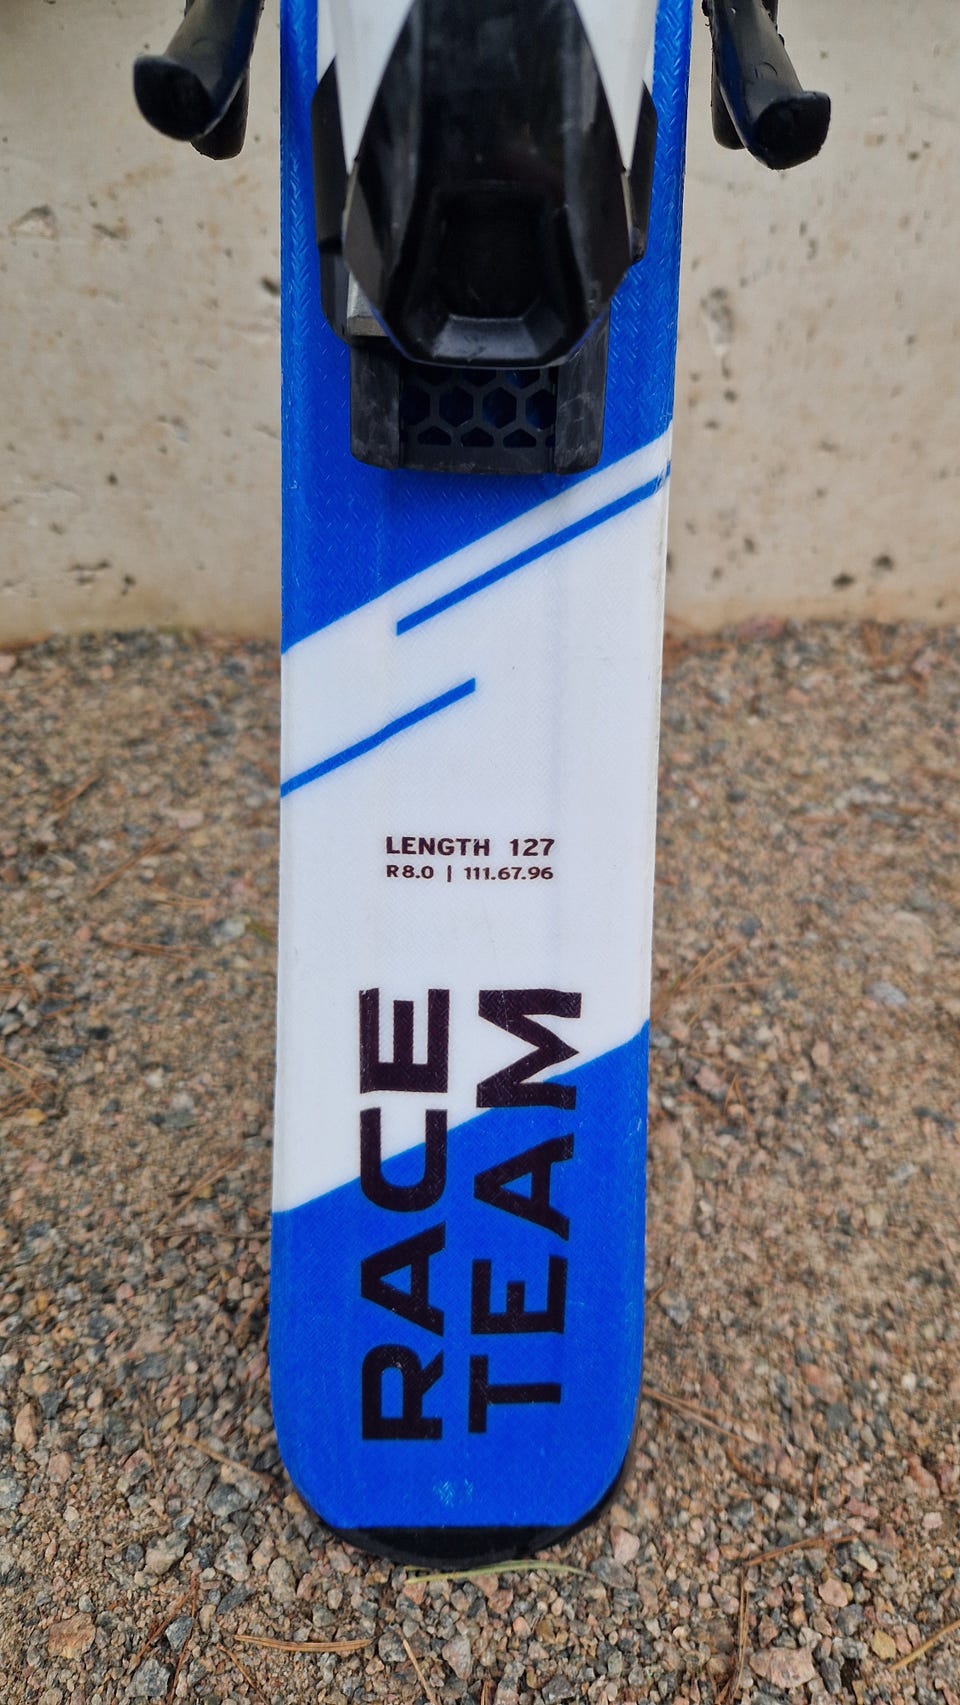 LENGTH 127
R8.0 | 111.67.96
RACE
TEAM